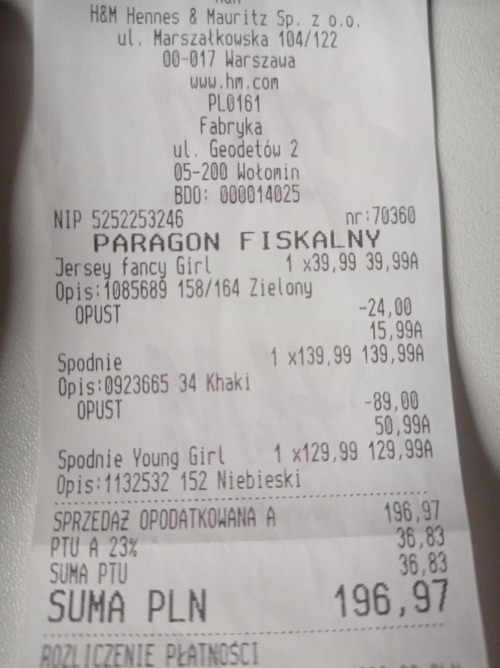 H&M Hennes & Mauritz Sp. z o.o.
ul. Marszałkowska 104/122
00-017 Warszawa
www.hm.com
PL0161
Fabryka
ul. Geodetów 2
05-200 Wołomin
BDO: 000014025
NIP 5252253246 nr:70360
PARAGON FISKALNY
Jersey fancy Girl 1 x39,99 39,99A
Opis:1085689 158/164 Zielony
OPUST -24,00
15,99A
Spodnie 1 x139,99 139,99A
Opis:0923665 34 Khaki
OPUST -89,00
50,99A
Spodnie Young Girl 1 x129,99 129,99A
Opis:1132532 152 Niebieski
SPRZEDAŻ OPODATKOWANA A 196,97
PTU A 23% 36,83
SUMA PTU 36,83
SUMA PLN 196,97
ROZLICZENIE PŁATNOŚCI